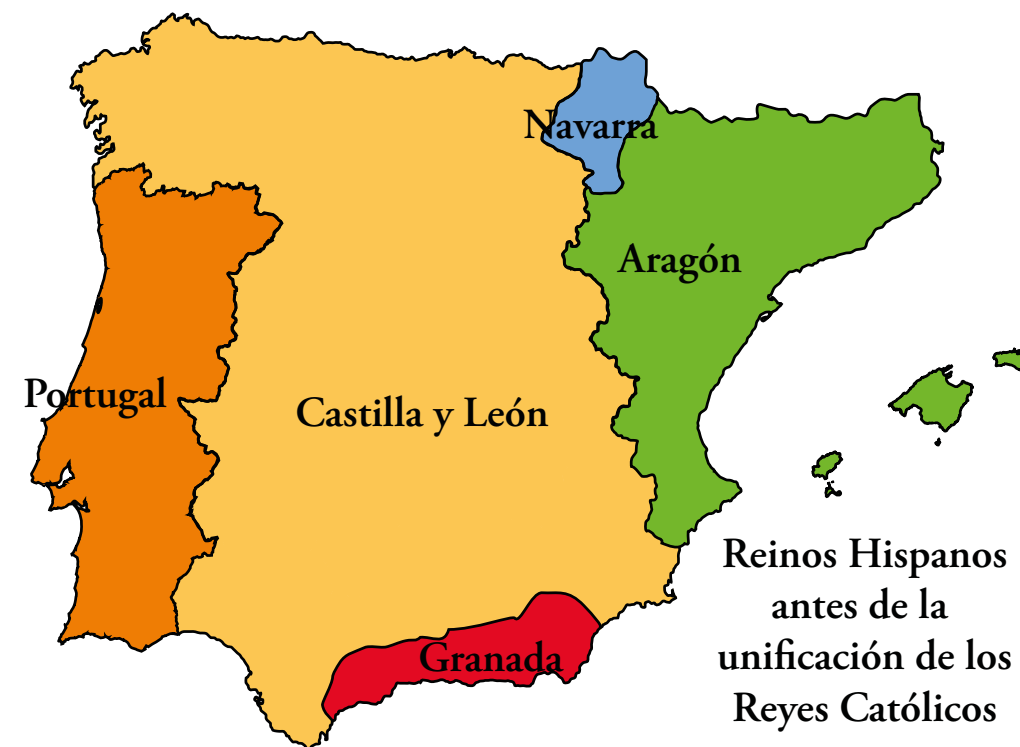 Navarra
Aragón
Portugal
Castilla y León
Granada
Reinos Hispanos
antes de la
unificación de los
Reyes Católicos